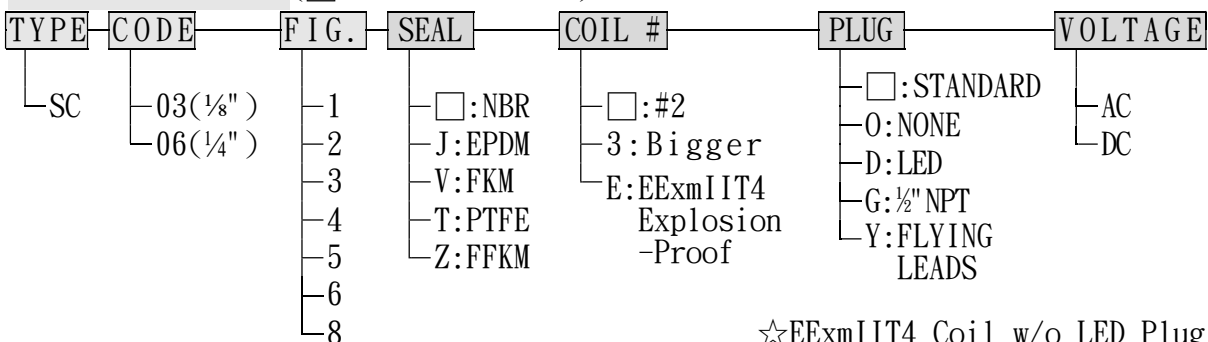 TYPE CODE FIG. SEAL COIL # PLUG VOLTAGE
SC
03(⅛")
06(¼")
1
2
3
4
5
6
8
□:NBR
J:EPDM
V:FKM
T:PTFE
Z:FFKM
□:#2
3:Bigger
E:EExmIIT4
Explosion
-Proof
□:STANDARD
O:NONE
D:LED
G:½"NPT
Y:FLYING
LEADS
AC
DC
☆EExmIIT4 Coil w/o LED Plug